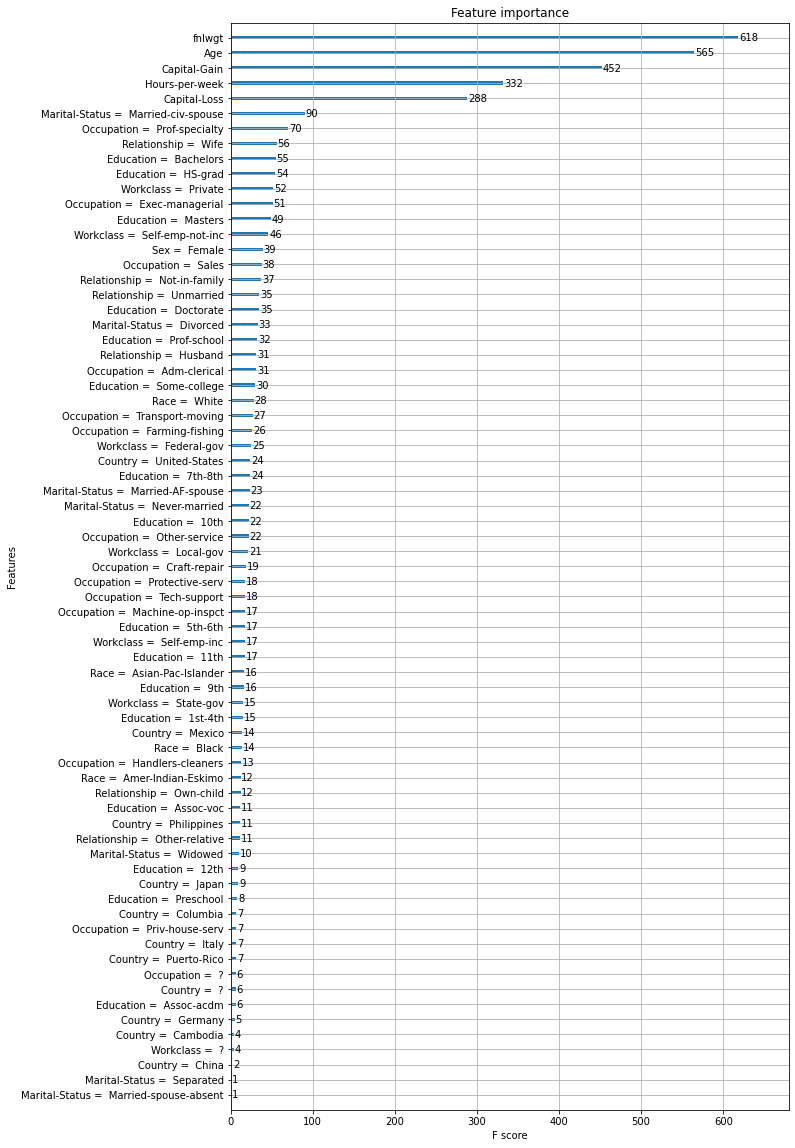 Feature importance
fnlwgt 618
Age 565
Capital-Gain 452
Hours-per-week 332
Capital-Loss 288
Marital-Status =  Married-civ-spouse 90
Occupation =  Prof-specialty 70
Relationship =  Wife 56
Education =  Bachelors 55
Education =  HS-grad 54
Workclass =  Private 52
Occupation =  Exec-managerial 51
Education =  Masters 49
Workclass =  Self-emp-not-inc 46
Sex =  Female 39
Occupation =  Sales 38
Relationship =  Not-in-family 37
Relationship =  Unmarried 35
Education =  Doctorate 35
Marital-Status =  Divorced 33
Education =  Prof-school 32
Relationship =  Husband 31
Occupation =  Adm-clerical 31
Education =  Some-college 30
Race =  White 28
Occupation =  Transport-moving 27
Occupation =  Farming-fishing 26
Workclass =  Federal-gov 25
Country =  United-States 24
Education =  7th-8th 24
Marital-Status =  Married-AF-spouse 23
Marital-Status =  Never-married 22
Education =  10th 22
Occupation =  Other-service 22
Workclass =  Local-gov 21
Occupation =  Craft-repair 19
Occupation =  Protective-serv 18
Occupation =  Tech-support 18
Occupation =  Machine-op-inspct 17
Education =  5th-6th 17
Workclass =  Self-emp-inc 17
Education =  11th 17
Race =  Asian-Pac-Islander 16
Education =  9th 16
Workclass =  State-gov 15
Education =  1st-4th 15
Country =  Mexico 14
Race =  Black 14
Occupation =  Handlers-cleaners 13
Race =  Amer-Indian-Eskimo 12
Relationship =  Own-child 12
Education =  Assoc-voc 11
Country =  Philippines 11
Relationship =  Other-relative 11
Marital-Status =  Widowed 10
Education =  12th 9
Country =  Japan 9
Education =  Preschool 8
Country =  Columbia 7
Occupation =  Priv-house-serv 7
Country =  Italy 7
Country =  Puerto-Rico 7
Occupation =  ? 6
Country =  ? 6
Education =  Assoc-acdm 6
Country =  Germany 5
Country =  Cambodia 4
Workclass =  ? 4
Country =  China 2
Marital-Status =  Separated 1
Marital-Status =  Married-spouse-absent 1
Features
0 100 200 300 400 500 600
F score